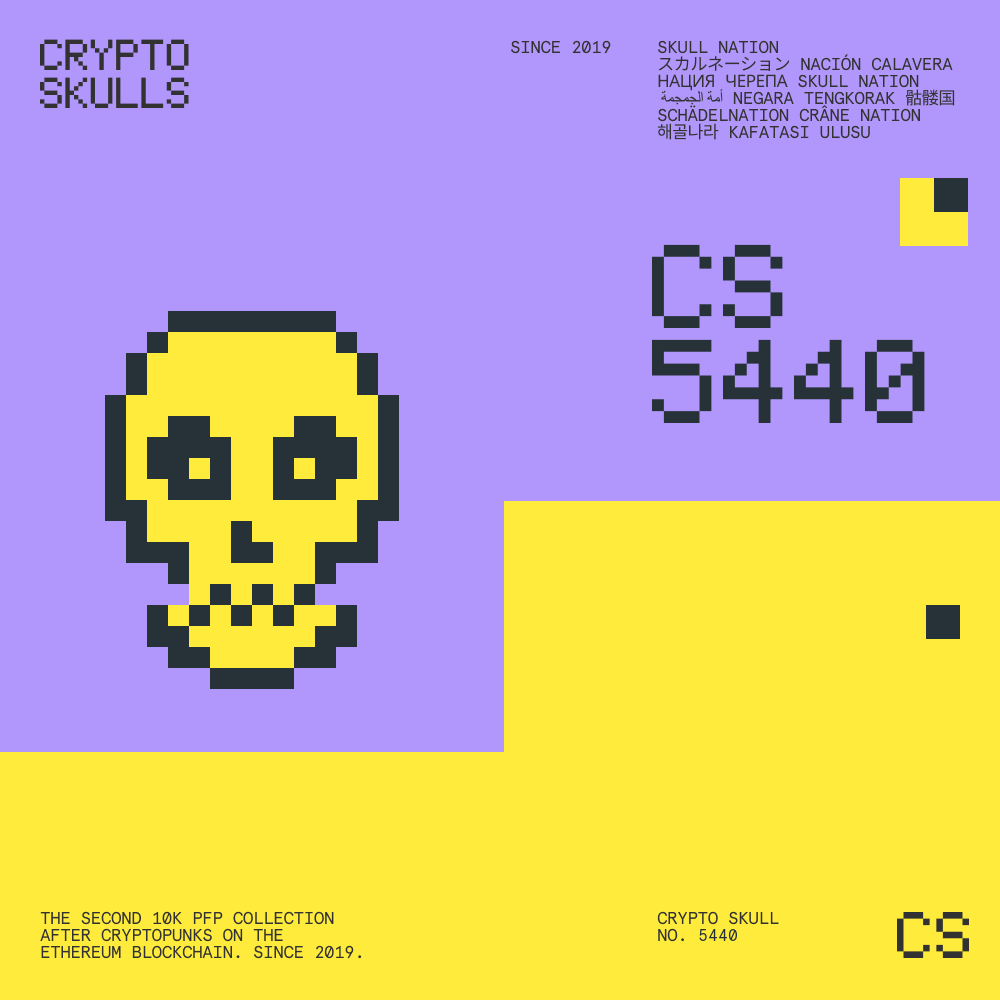 CRYPTO
SKULLS
SINCE 2019
SKULL NATION
スカルネーション NACIÓN CALAVERA
НАЦИЯ ЧЕРЕПА SKULL NATION
أمة الجمجمة NEGARA TENGKORAK 骷髅国
SCHÄDELNATION CRÂNE NATION
해골나라 KAFATASI ULUSU
CS
5440
THE SECOND 10K PFP COLLECTION
AFTER CRYPTOPUNKS ON THE
ETHEREUM BLOCKCHAIN. SINCE 2019.
CRYPTO SKULL
NO. 5440
CS